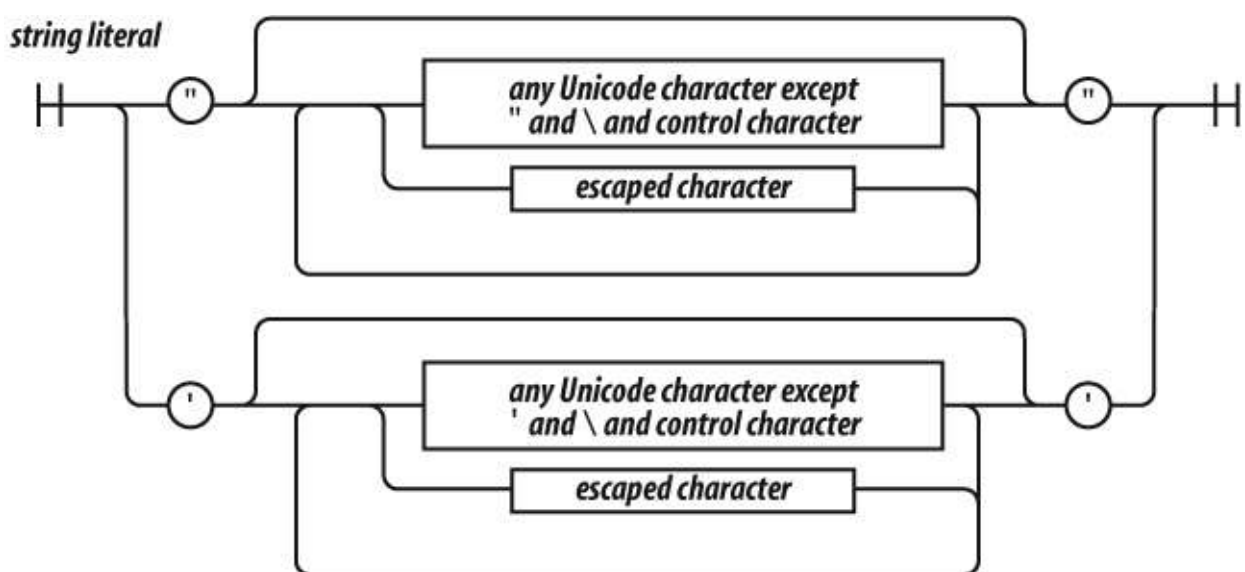 string literal
"
any Unicode character except
" and \ and control character
"
escaped character
'
any Unicode character except
' and \ and control character
'
escaped character